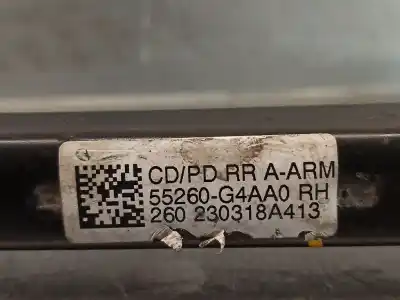 CD/PD RR A-ARM
55260-G4AA0 RH
260 230318A413